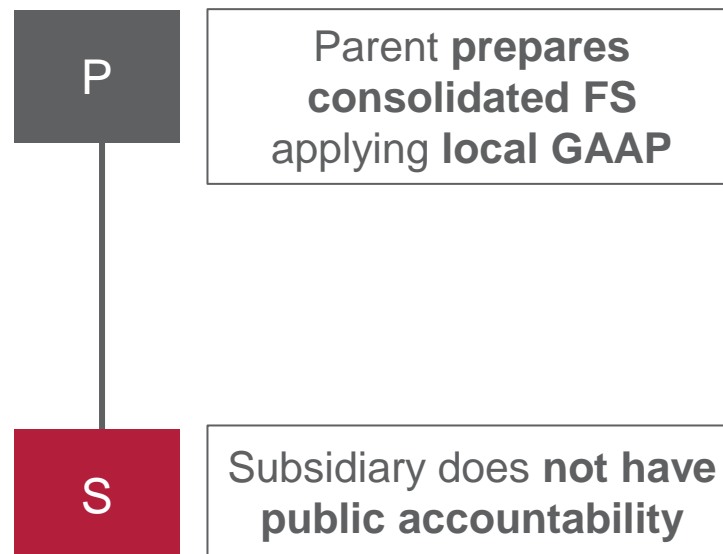 P
Parent prepares
consolidated FS
applying local GAAP
S
Subsidiary does not have
public accountability